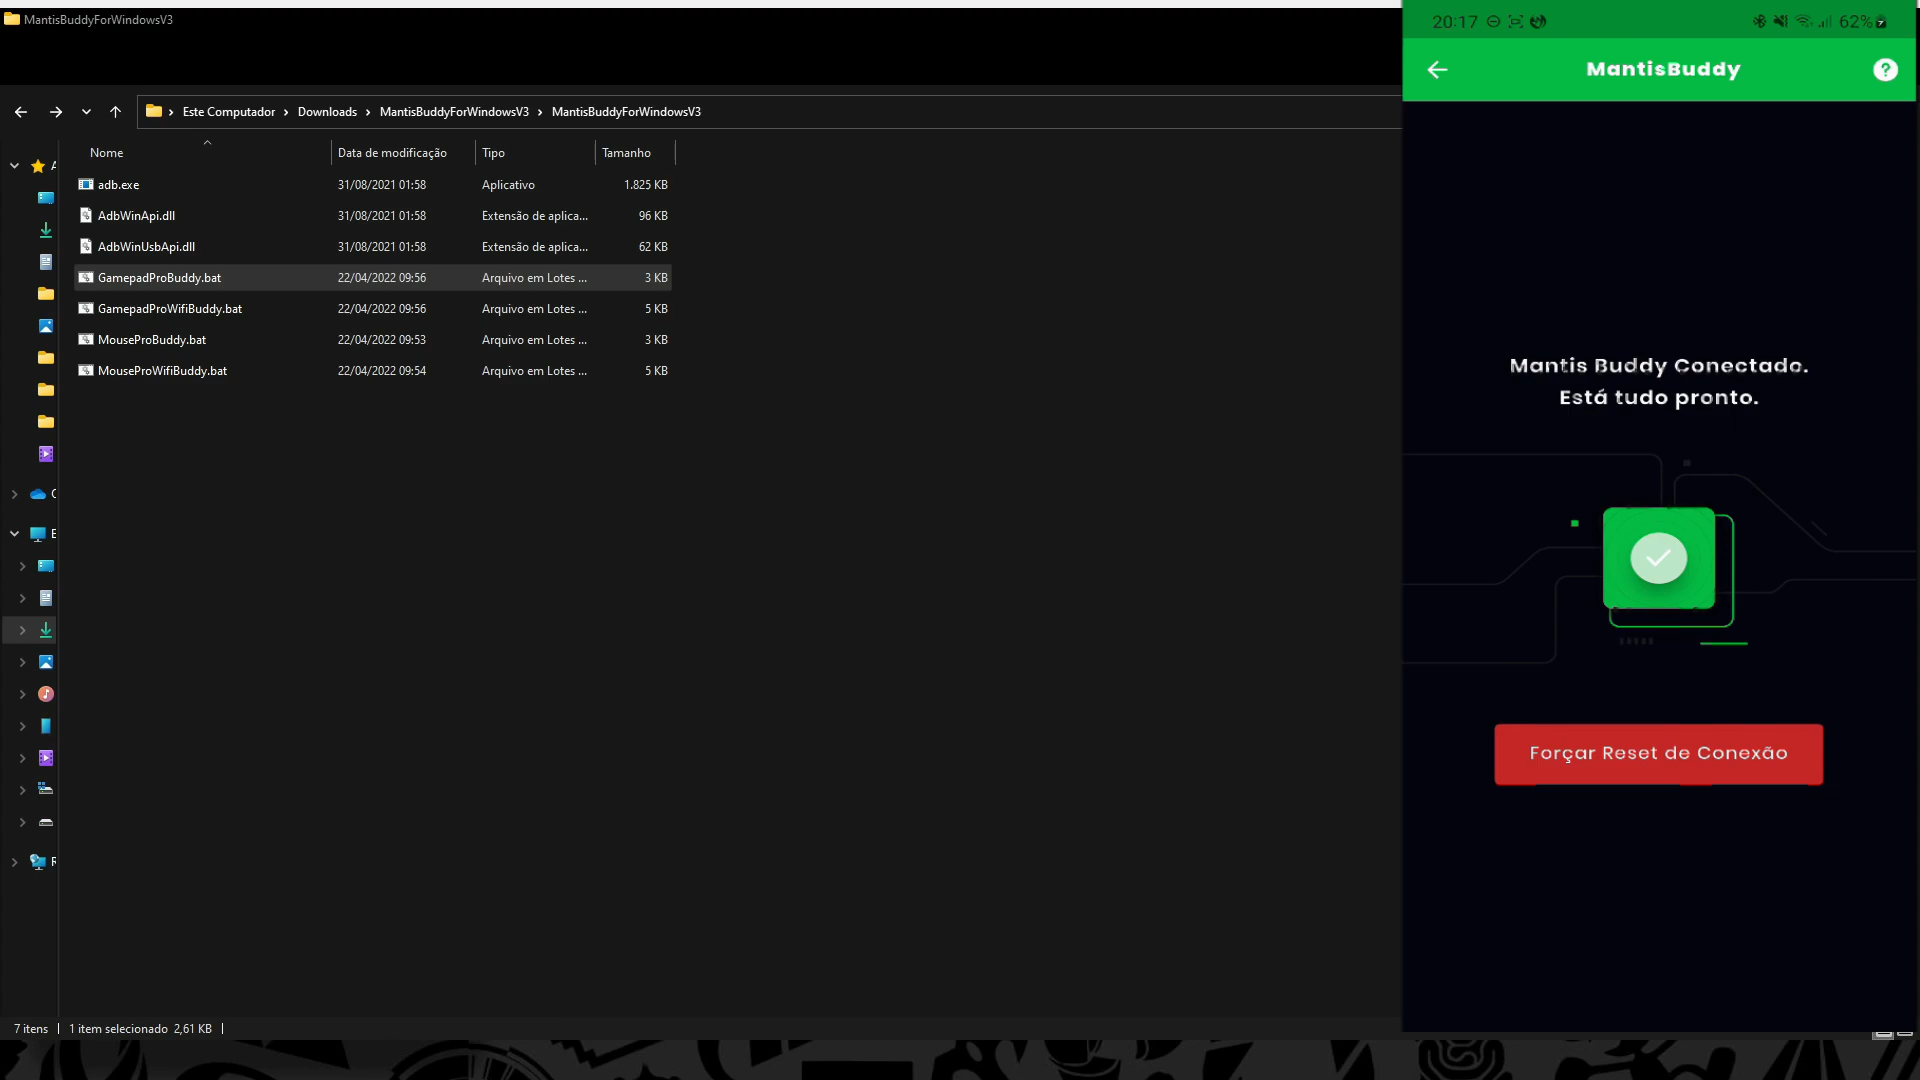 MantisBuddyForWindowsV3
Este Computador > Downloads > MantisBuddyForWindowsV3 > MantisBuddyForWindowsV3
Nome Data de modificação Tipo Tamanho
adb.exe 31/08/2021 01:58 Aplicativo 1.825 KB
AdbWinApi.dll 31/08/2021 01:58 Extensão de aplica... 96 KB
AdbWinUsbApi.dll 31/08/2021 01:58 Extensão de aplica... 62 KB
GamepadProBuddy.bat 22/04/2022 09:56 Arquivo em Lotes ... 3 KB
GamepadProWifiBuddy.bat 22/04/2022 09:56 Arquivo em Lotes ... 5 KB
MouseProBuddy.bat 22/04/2022 09:53 Arquivo em Lotes ... 3 KB
MouseProWifiBuddy.bat 22/04/2022 09:54 Arquivo em Lotes ... 5 KB
7 itens 1 item selecionado 2,61 KB
20:17 62%
MantisBuddy
Mantis Buddy Conectado.
Está tudo pronto.
Forçar Reset de Conexão